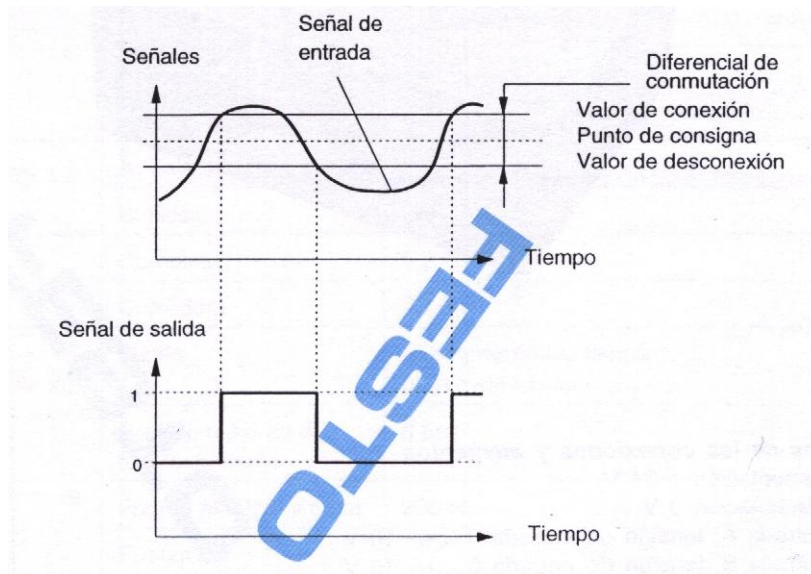 Señales
Señal de
entrada
Diferencial de
conmutación
Valor de conexión
Punto de consigna
Valor de desconexión
Tiempo
FESTO
Señal de salida
1
0
Tiempo